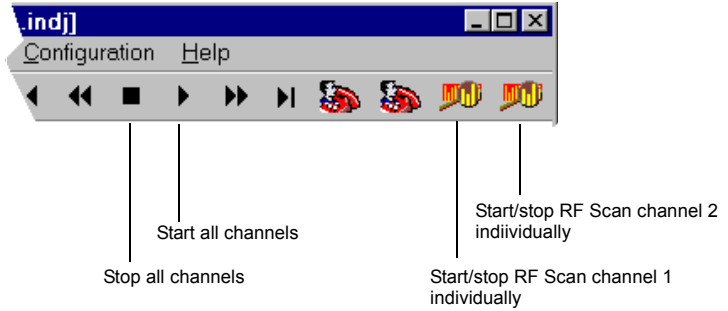 .indj]
Configuration Help
Start/stop RF Scan channel 2
indiividually
Start all channels
Stop all channels
Start/stop RF Scan channel 1
individually